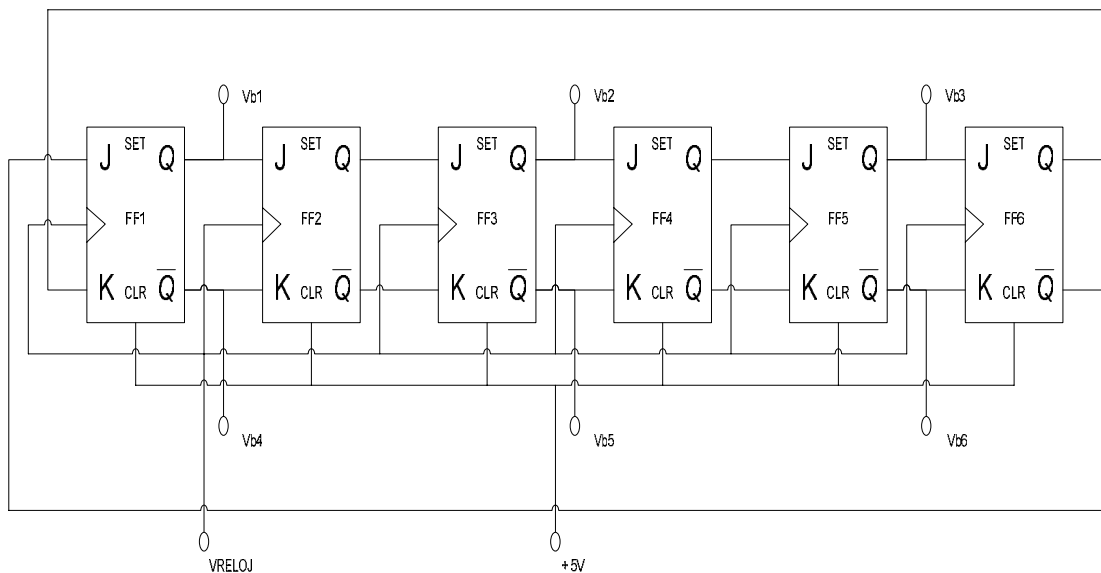 Vb1
Vb2
Vb3
J SET Q
J SET Q
J SET Q
J SET Q
J SET Q
J SET Q
FF1
FF2
FF3
FF4
FF5
FF6
K CLR Q̅
K CLR Q̅
K CLR Q̅
K CLR Q̅
K CLR Q̅
K CLR Q̅
Vb4
Vb5
Vb6
VRELOJ
+5V